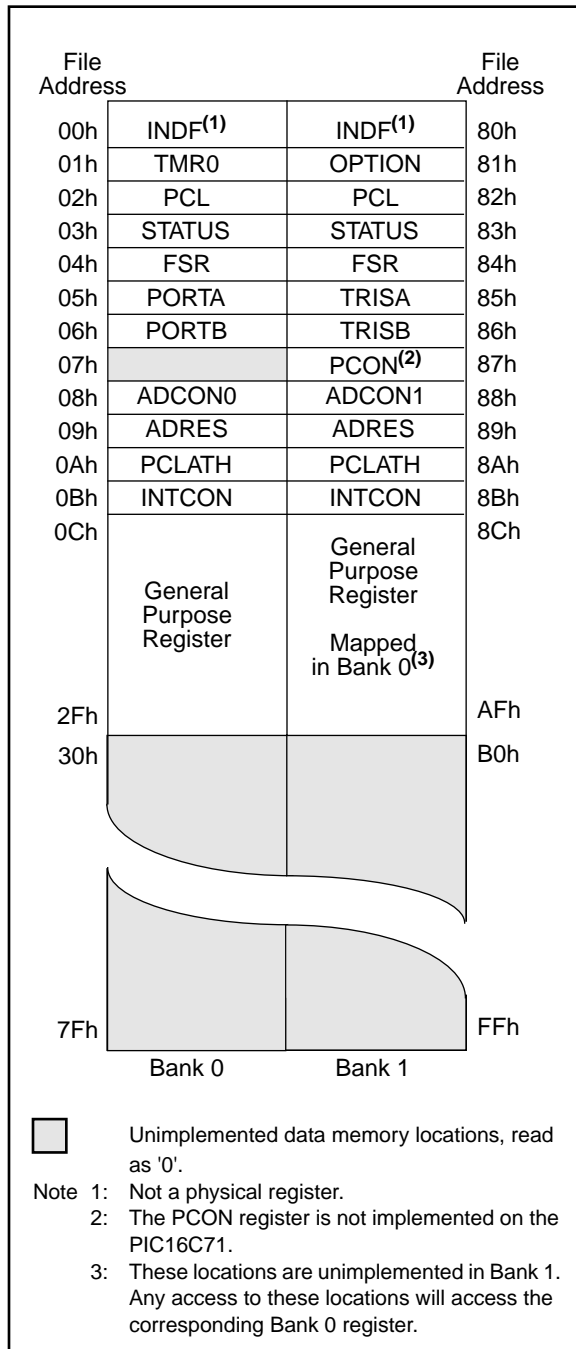 File Address File Address
00h INDF(1) INDF(1) 80h
01h TMR0 OPTION 81h
02h PCL PCL 82h
03h STATUS STATUS 83h
04h FSR FSR 84h
05h PORTA TRISA 85h
06h PORTB TRISB 86h
07h PCON(2) 87h
08h ADCON0 ADCON1 88h
09h ADRES ADRES 89h
0Ah PCLATH PCLATH 8Ah
0Bh INTCON INTCON 8Bh
0Ch 8Ch
General
Purpose
Register
General
Purpose
Register
Mapped
in Bank 0(3)
2Fh AFh
30h B0h
7Fh FFh
Bank 0 Bank 1
Unimplemented data memory locations, read
as '0'.
Note 1: Not a physical register.
2: The PCON register is not implemented on the
PIC16C71.
3: These locations are unimplemented in Bank 1.
Any access to these locations will access the
corresponding Bank 0 register.